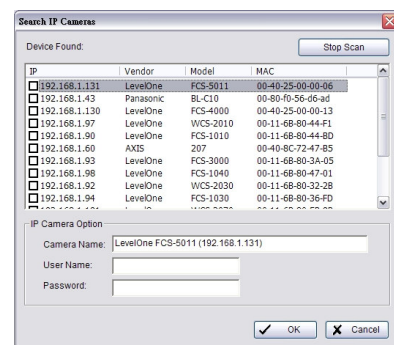 Search IP Cameras
Device Found:
Stop Scan
IP Vendor Model MAC
192.168.1.131 LevelOne FCS-5011 00-40-25-00-00-06
192.168.1.43 Panasonic BL-C10 00-80-f0-56-d6-ad
192.168.1.130 LevelOne FCS-4000 00-40-25-00-00-13
192.168.1.97 LevelOne WCS-2010 00-11-6B-80-44-F1
192.168.1.90 LevelOne FCS-1010 00-11-6B-80-44-BD
192.168.1.60 AXIS 207 00-40-8C-72-47-B5
192.168.1.93 LevelOne FCS-3000 00-11-6B-80-3A-05
192.168.1.98 LevelOne FCS-1040 00-11-6B-80-47-01
192.168.1.92 LevelOne WCS-2030 00-11-6B-80-32-2B
192.168.1.94 LevelOne FCS-1030 00-11-6B-80-36-FD
IP Camera Option
Camera Name: LevelOne FCS-5011 (192.168.1.131)
User Name:
Password:
OK Cancel